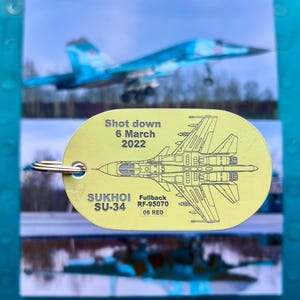 Shot down
6 March
2022
SUKHOI
SU-34
Fullback
RF-95070
06 RED